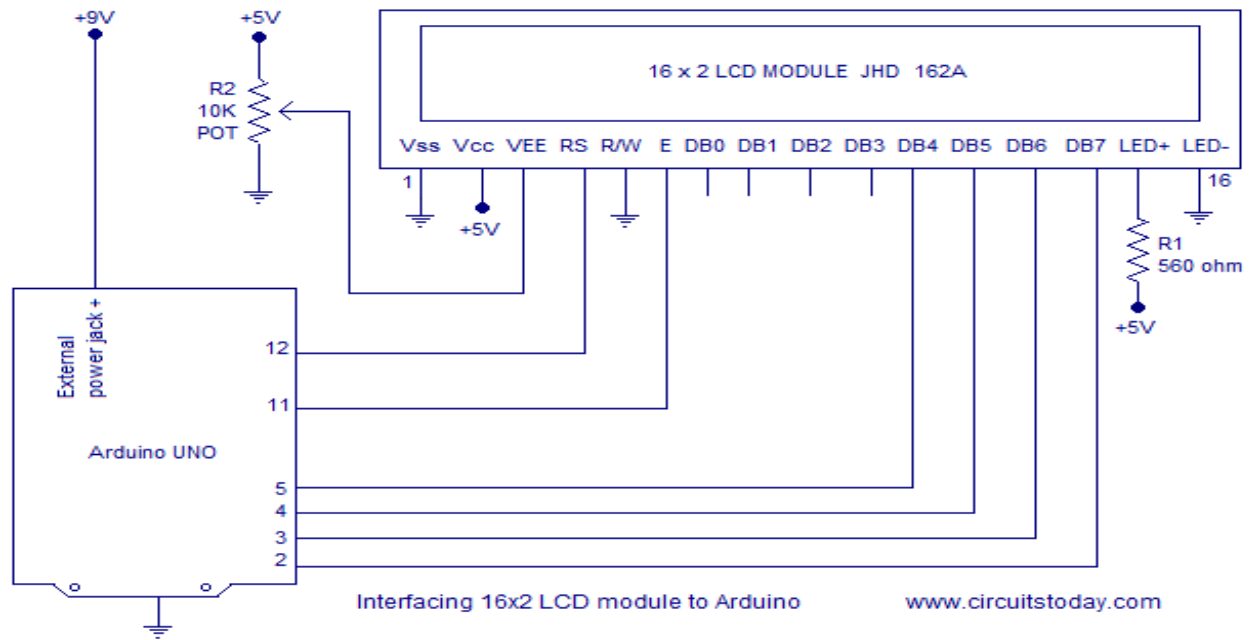 +9V
+5V
R2
10K
POT
16 x 2 LCD MODULE JHD 162A
Vss Vcc VEE RS R/W E DB0 DB1 DB2 DB3 DB4 DB5 DB6 DB7 LED+ LED-
1
16
+5V
R1
560 ohm
+5V
External
power jack +
12
11
Arduino UNO
5
4
3
2
Interfacing 16x2 LCD module to Arduino
www.circuitstoday.com